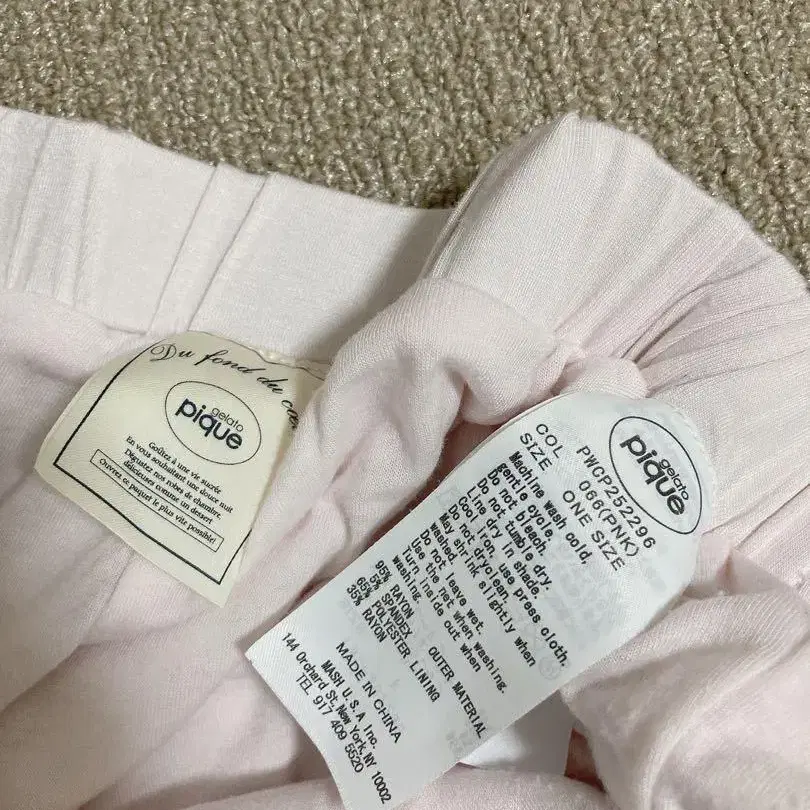 Du fond du cœ
gelato
pique
Goûtez à une vie sucrée
En vous souhaitant une douce nuit
Dégustez nos robes de chambre,
délicieuses comme un dessert.
Ouvrez ce paquet le plus vite possible!
gelato
pique
PWCP252296
COL 066(PNK)
SIZE ONE SIZE
Machine wash cold,
gentle cycle.
Do not bleach.
Do not tumble dry.
Line dry in shade.
Cool iron, use press cloth.
Do not dryclean.
May shrink slightly when
washed.
Do not leave wet.
Use the net when washing.
Turn inside out when
washing.
95% RAYON
5% SPANDEX OUTER MATERIAL
65% POLYESTER LINING
35% RAYON
MADE IN CHINA
MASH U.S.A Inc.
144 Orchard St, New York, NY 10002
TEL 917 409 5520